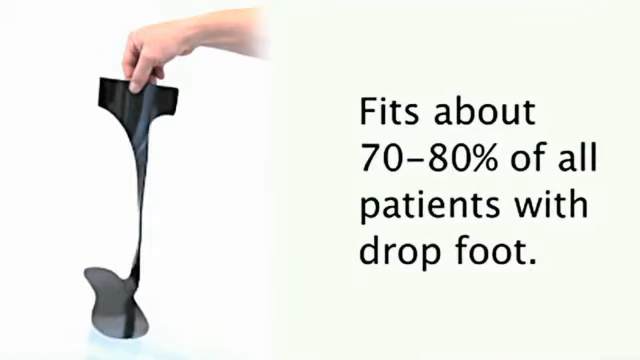 Fits about
70–80% of all
patients with
drop foot.